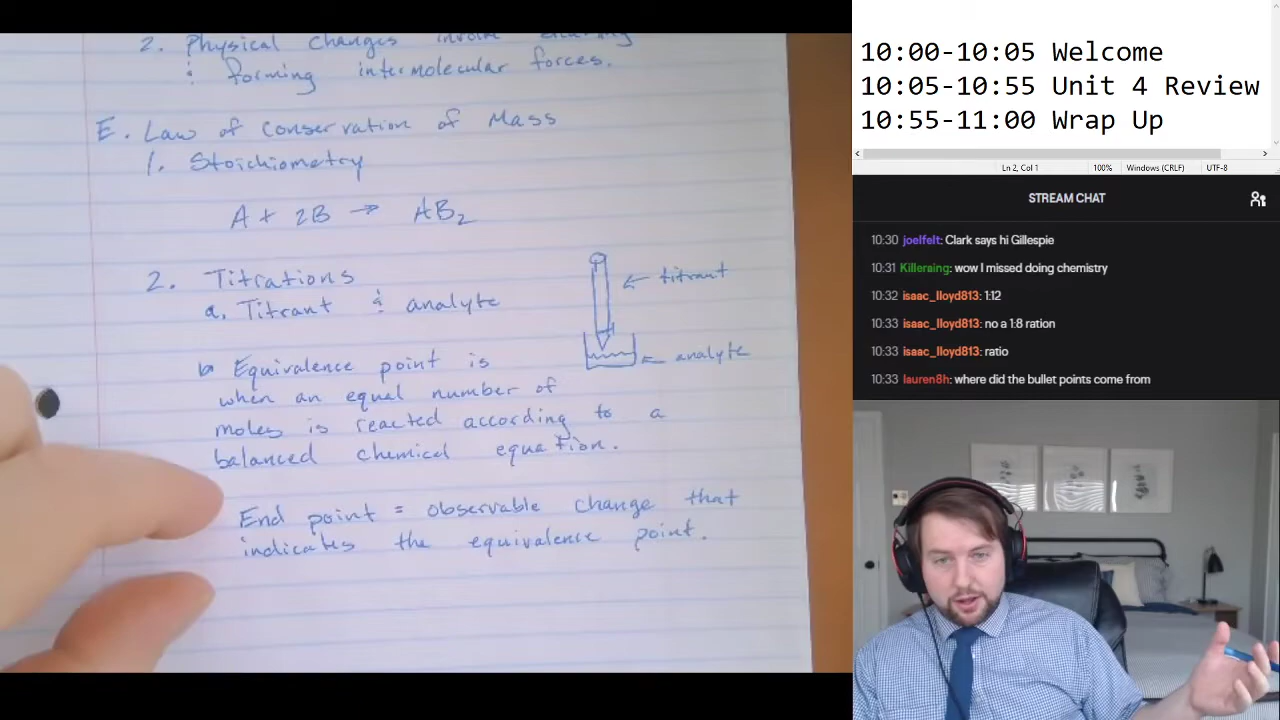 2. Physical changes involve
& forming intermolecular forces.
E. Law of Conservation of Mass
1. Stoichiometry
A + 2B → AB2
2. Titrations
a. Titrant & analyte
← titrant
← analyte
b Equivalence point is
when an equal number of
moles is reacted according to a
balanced chemical equation.
End point = observable change that
indicates the equivalence point.
10:00-10:05 Welcome
10:05-10:55 Unit 4 Review
10:55-11:00 Wrap Up
Ln 2, Col 1 100% Windows (CRLF) UTF-8
STREAM CHAT
10:30 joelfelt: Clark says hi Gillespie
10:31 Killeraing: wow I missed doing chemistry
10:32 isaac_lloyd813: 1:12
10:33 isaac_lloyd813: no a 1:8 ration
10:33 isaac_lloyd813: ratio
10:33 lauren8h: where did the bullet points come from